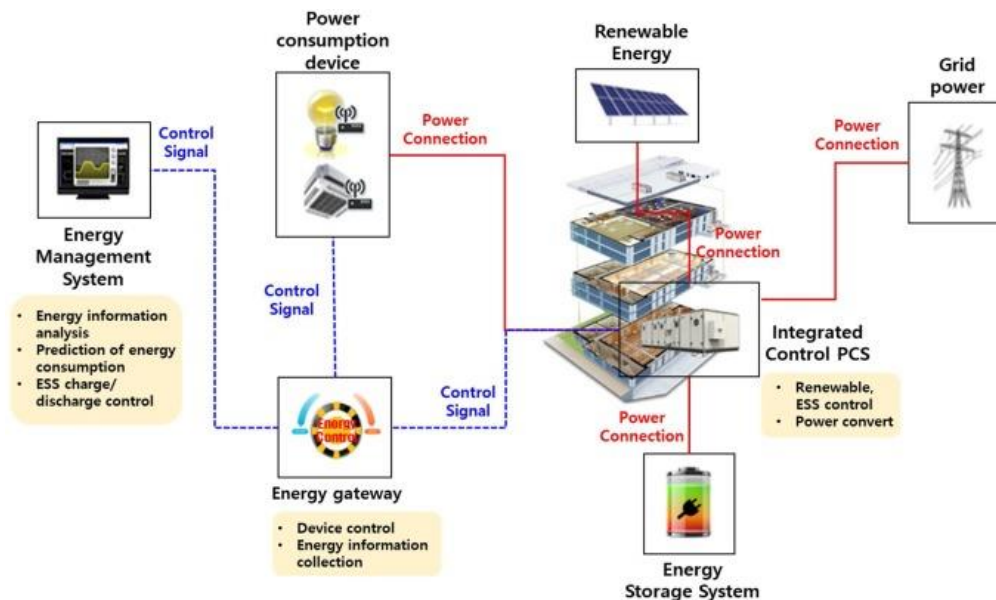 Power
consumption
device
Renewable
Energy
Grid
power
Control
Signal
Power
Connection
Power
Connection
Energy
Management
System
Power
Connection
Control
Signal
• Energy information
analysis
• Prediction of energy
consumption
• ESS charge/
discharge control
Integrated
Control PCS
Control
Signal
• Renewable,
ESS control
• Power convert
Power
Connection
Energy
Control
Energy gateway
• Device control
• Energy information
collection
Energy
Storage System